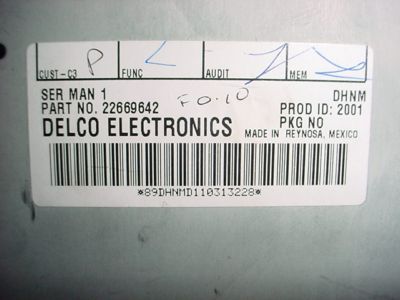 CUST-C3 P FUNC AUDIT MEM
SER MAN 1 DHNM
PART NO. 22669642 FO-10 PROD ID: 2001
DELCO ELECTRONICS PKG NO
MADE IN REYNOSA, MEXICO
*89DHNMD110313228*